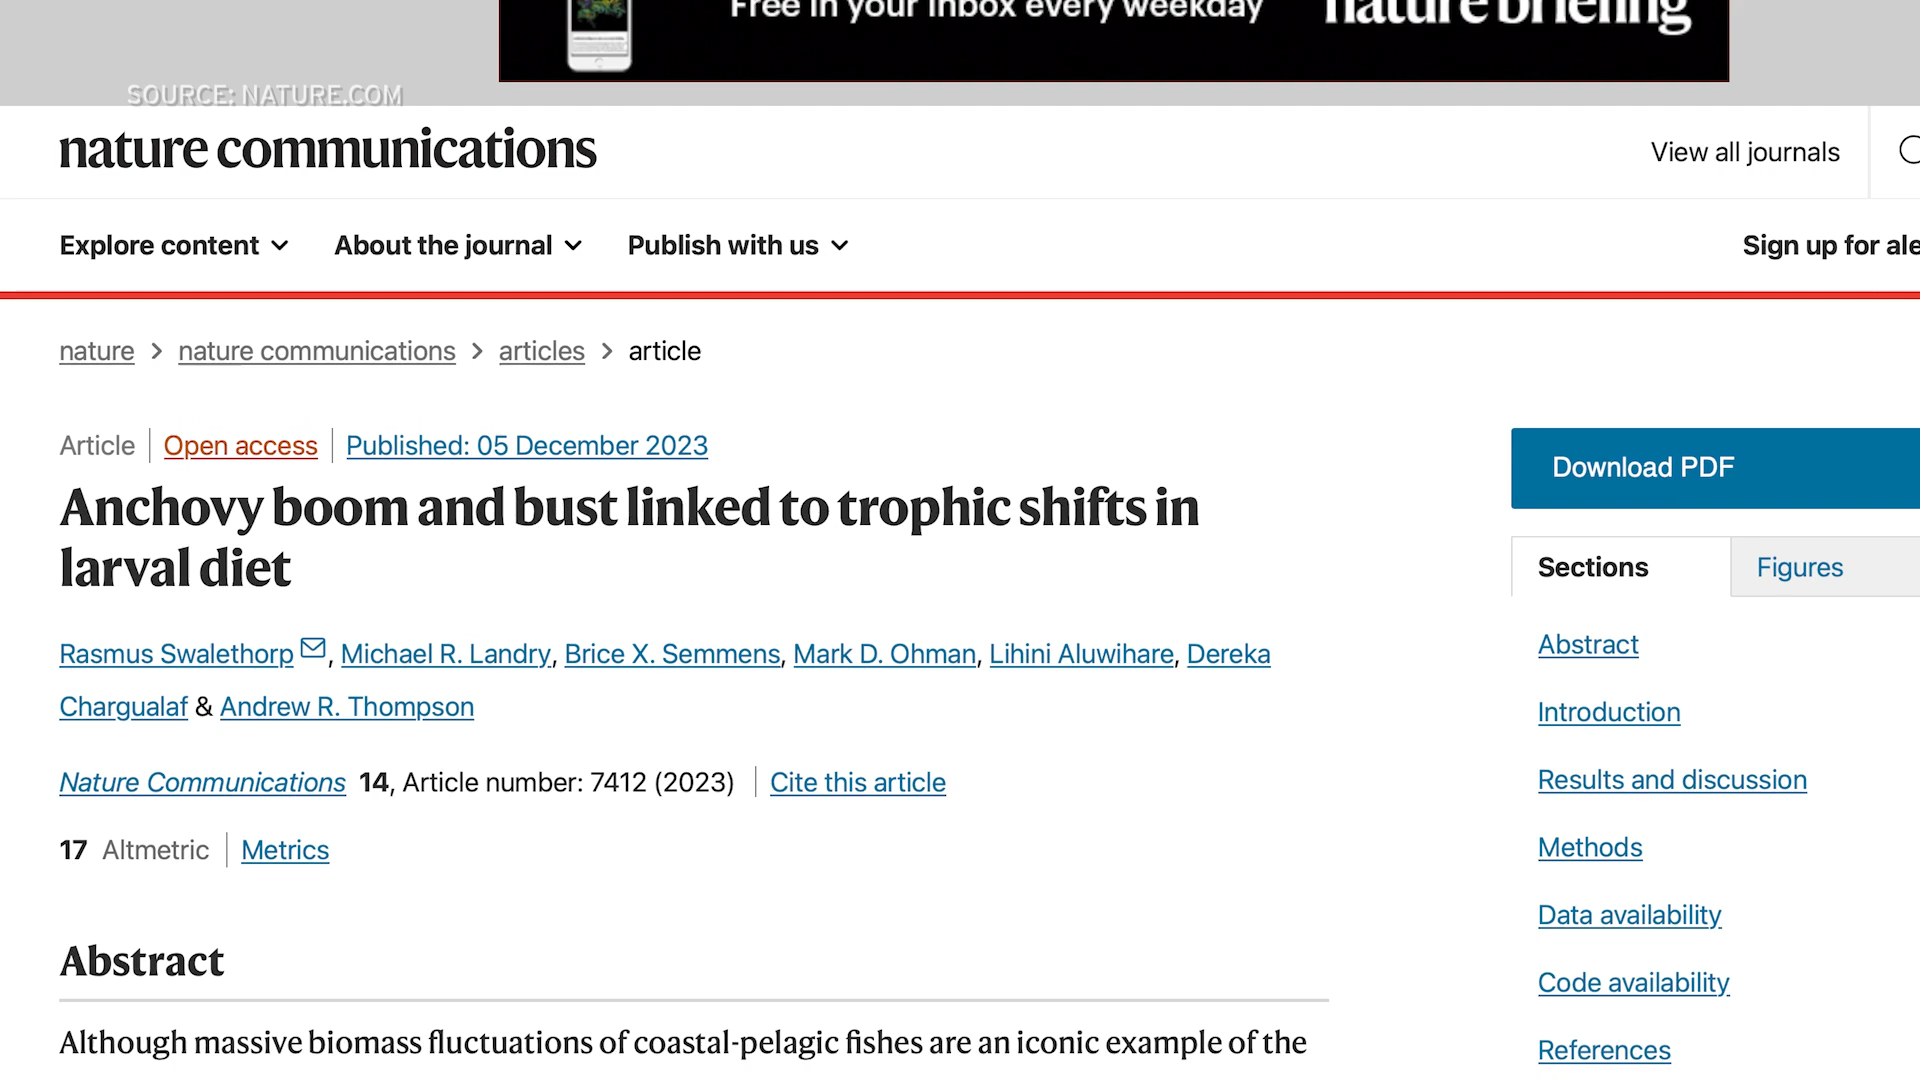 Free in your inbox every weekday
nature briefing
SOURCE: NATURE.COM
nature communications
View all journals
Explore content
About the journal
Publish with us
Sign up for ale
nature > nature communications > articles > article
Article | Open access | Published: 05 December 2023
Anchovy boom and bust linked to trophic shifts in
larval diet
Rasmus Swalethorp, Michael R. Landry, Brice X. Semmens, Mark D. Ohman, Lihini Aluwihare, Dereka
Chargualaf & Andrew R. Thompson
Nature Communications 14, Article number: 7412 (2023) | Cite this article
17 Altmetric | Metrics
Abstract
Although massive biomass fluctuations of coastal-pelagic fishes are an iconic example of the
Download PDF
Sections
Figures
Abstract
Introduction
Results and discussion
Methods
Data availability
Code availability
References